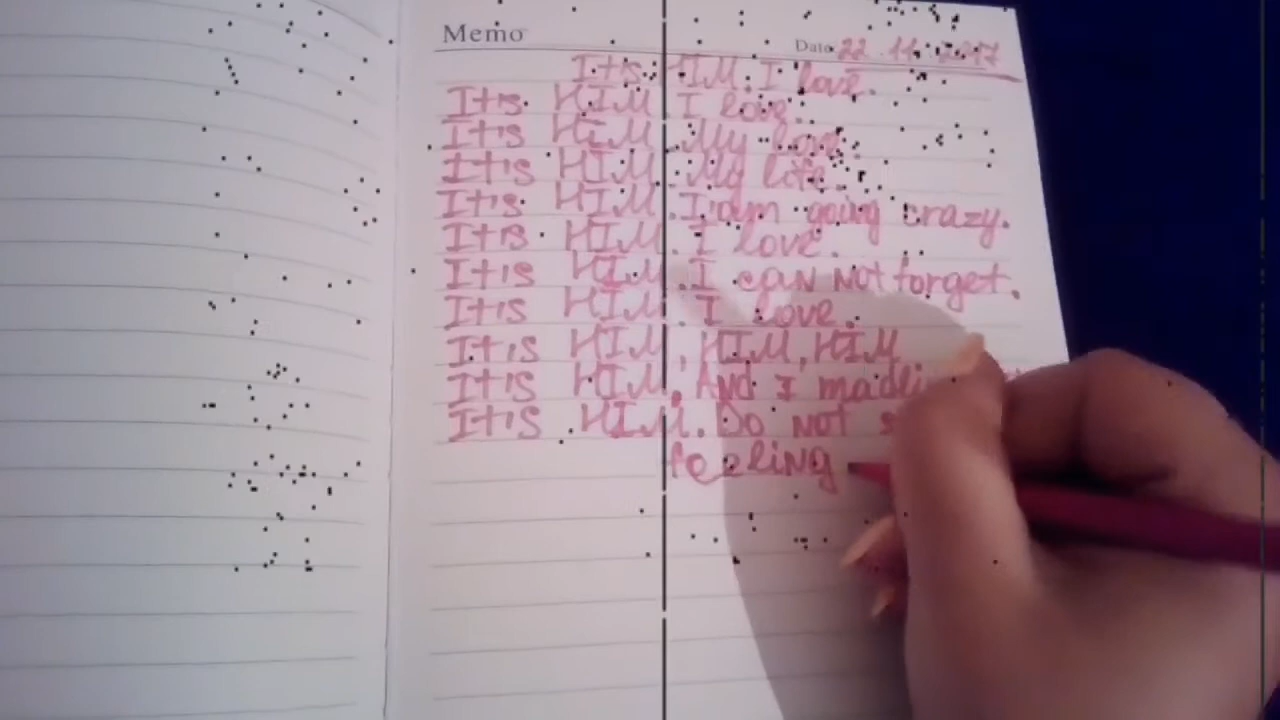 Memo
Date 22.11.2017
It's HIM. I love.
It's HIM I love.
It's HiM. My love.
It's HIM. My life.
It's HIM. I am going crazy.
It's HIM. I love.
It's HIM. I can not forget.
It's HIM. I love.
It's HIM, HIM, HIM
It's HIM. And I
It's HIM. Do not
feeling